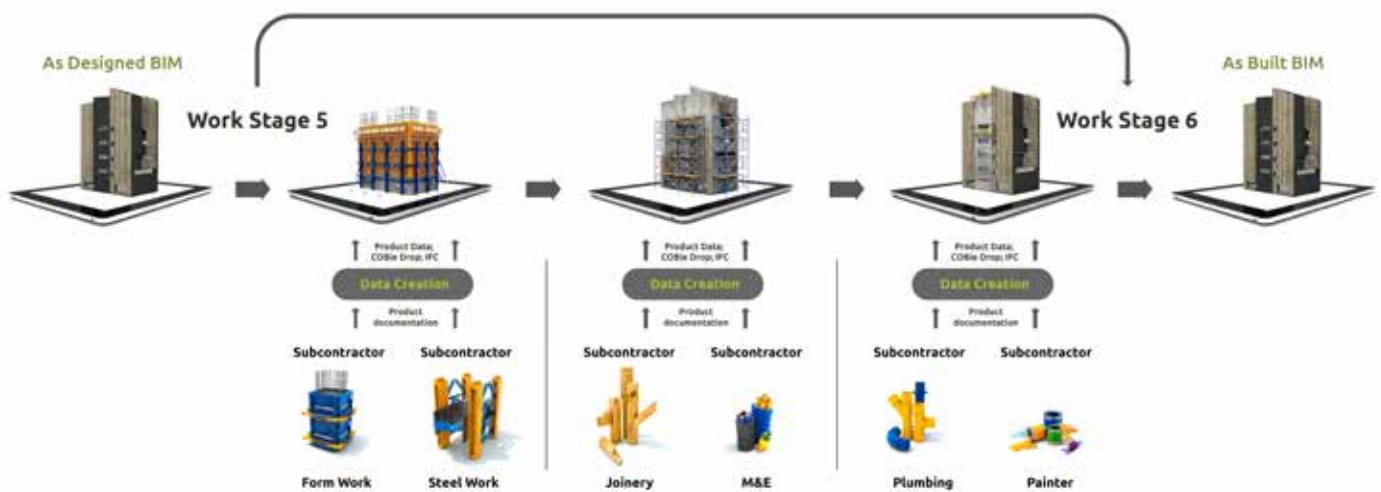 As Designed BIM
As Built BIM
Work Stage 5
Work Stage 6
Product Data;
COBie Drop; IFC
Data Creation
Product
documentation
Product Data;
COBie Drop; IFC
Data Creation
Product
documentation
Product Data;
COBie Drop; IFC
Data Creation
Product
documentation
Subcontractor
Subcontractor
Subcontractor
Subcontractor
Subcontractor
Subcontractor
Form Work
Steel Work
Joinery
M&E
Plumbing
Painter